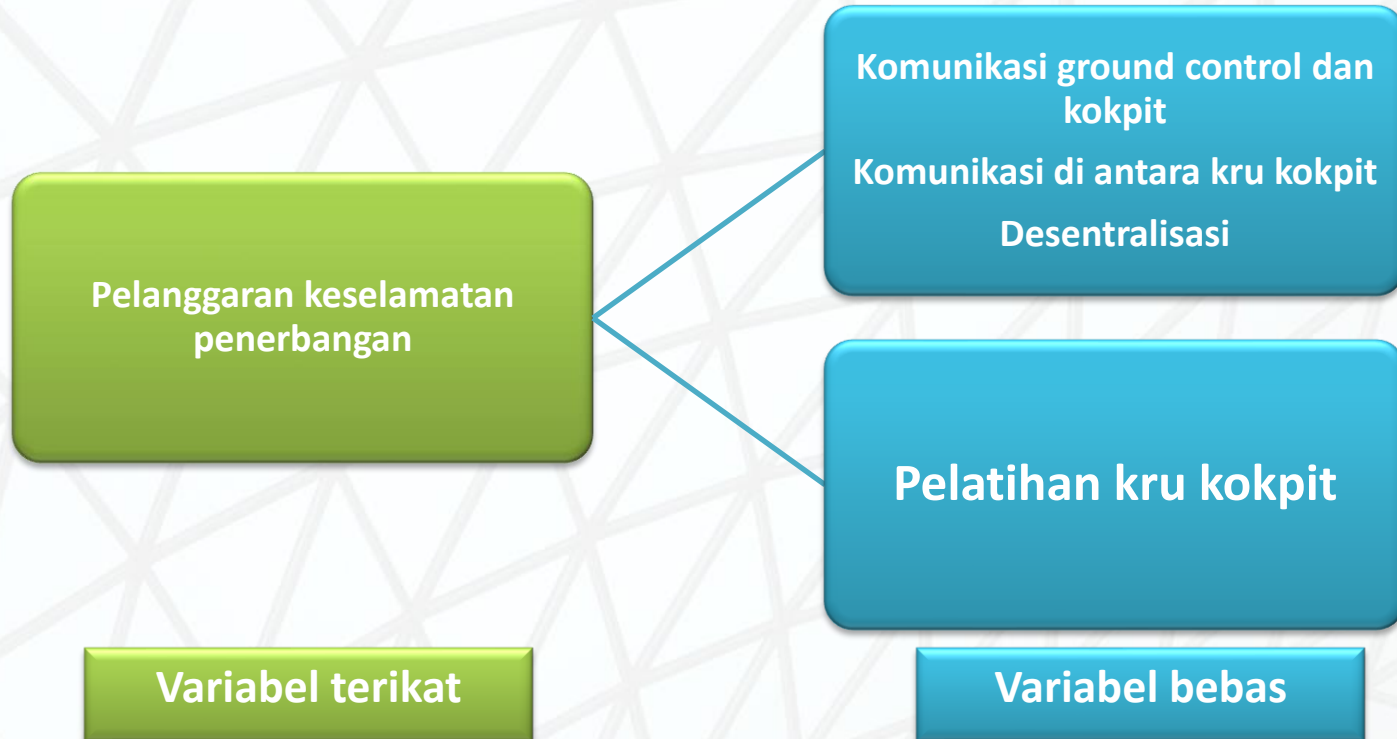 Komunikasi ground control dan
kokpit
Komunikasi di antara kru kokpit
Desentralisasi
Pelanggaran keselamatan
penerbangan
Pelatihan kru kokpit
Variabel terikat
Variabel bebas